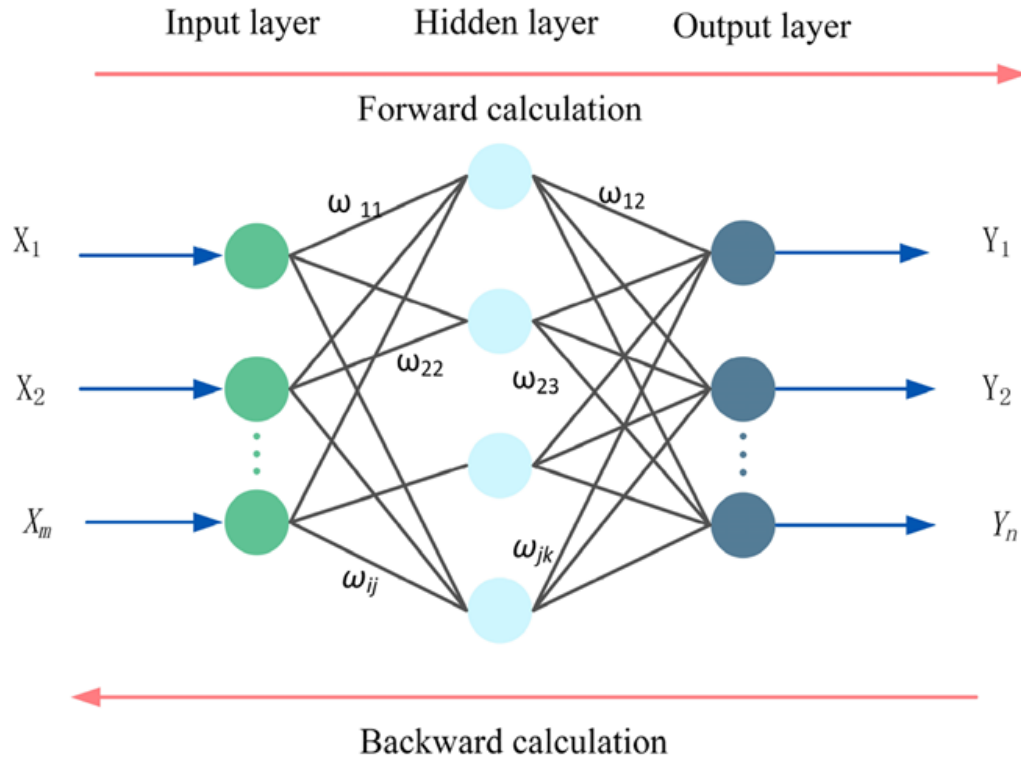 Input layer
Hidden layer
Output layer
Forward calculation
ω 11
ω12
X1
Y1
ω22
ω23
X2
Y2
Xm
Yn
ωij
ωjk
Backward calculation